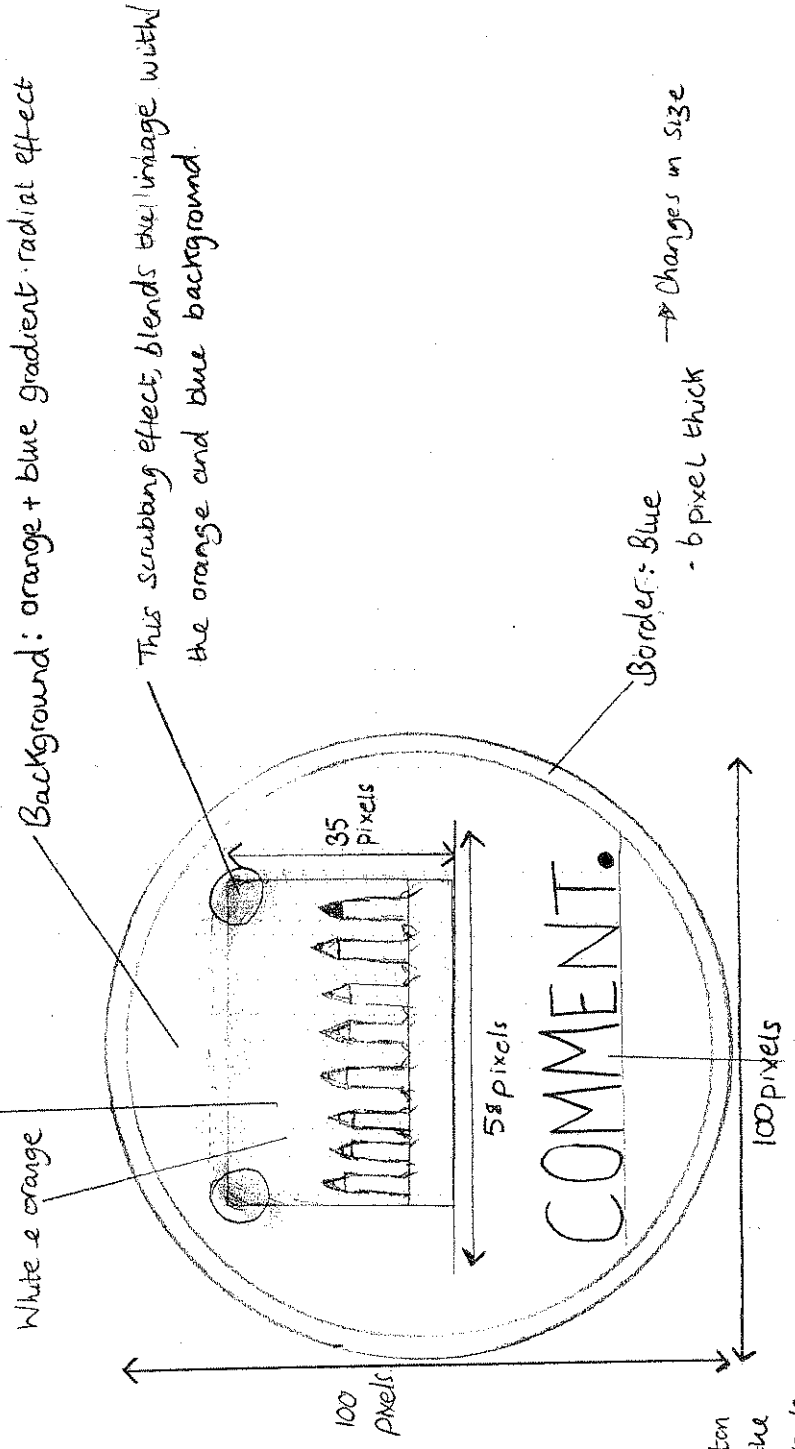 Background: orange + blue gradient radial effect
This scrubbing effect, blends the image with
the orange and blue background.
White & orange
35
pixels
58 pixels
COMMENT.
100
pixels
100 pixels
Border: Blue
- 6 pixel thick → Changes in size
the